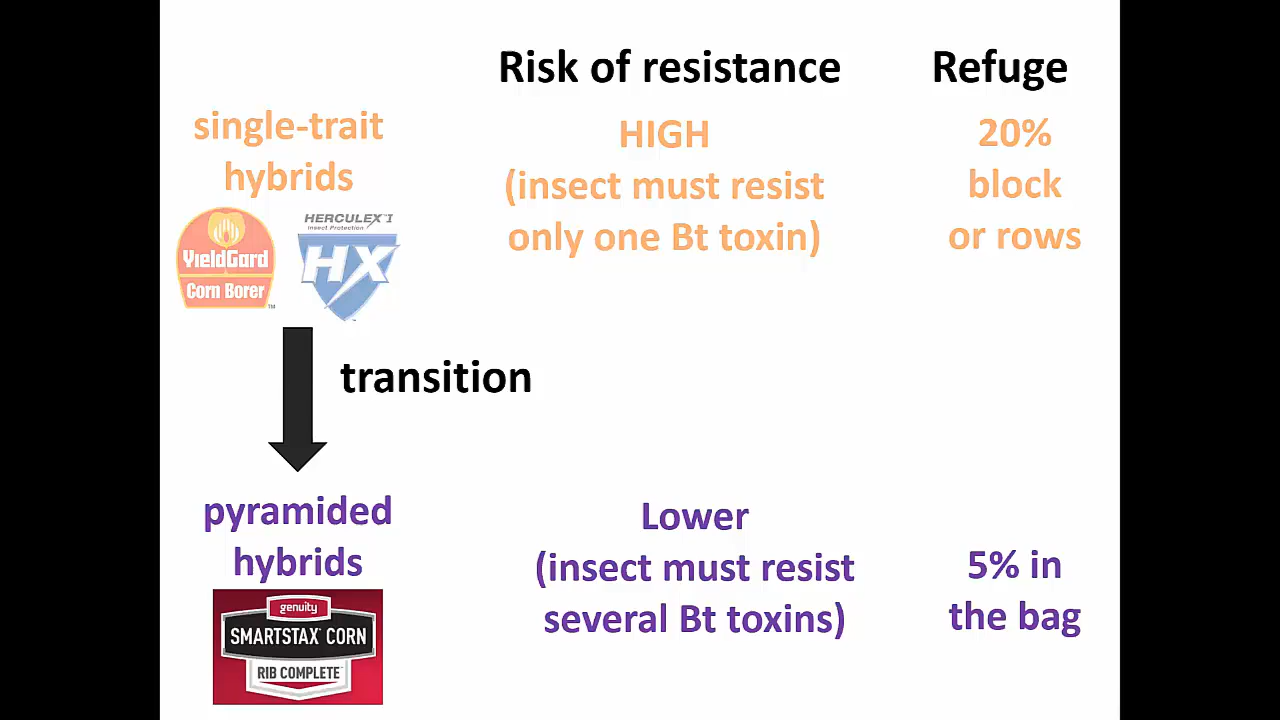 Risk of resistance
Refuge
single-trait
hybrids
HIGH
(insect must resist
only one Bt toxin)
20%
block
or rows
YieldGard
Corn Borer
TM
HERCULEX I
Insect Protection
HX
transition
pyramided
hybrids
Lower
(insect must resist
several Bt toxins)
5% in
the bag
genuity
SMARTSTAX CORN
RIB COMPLETE